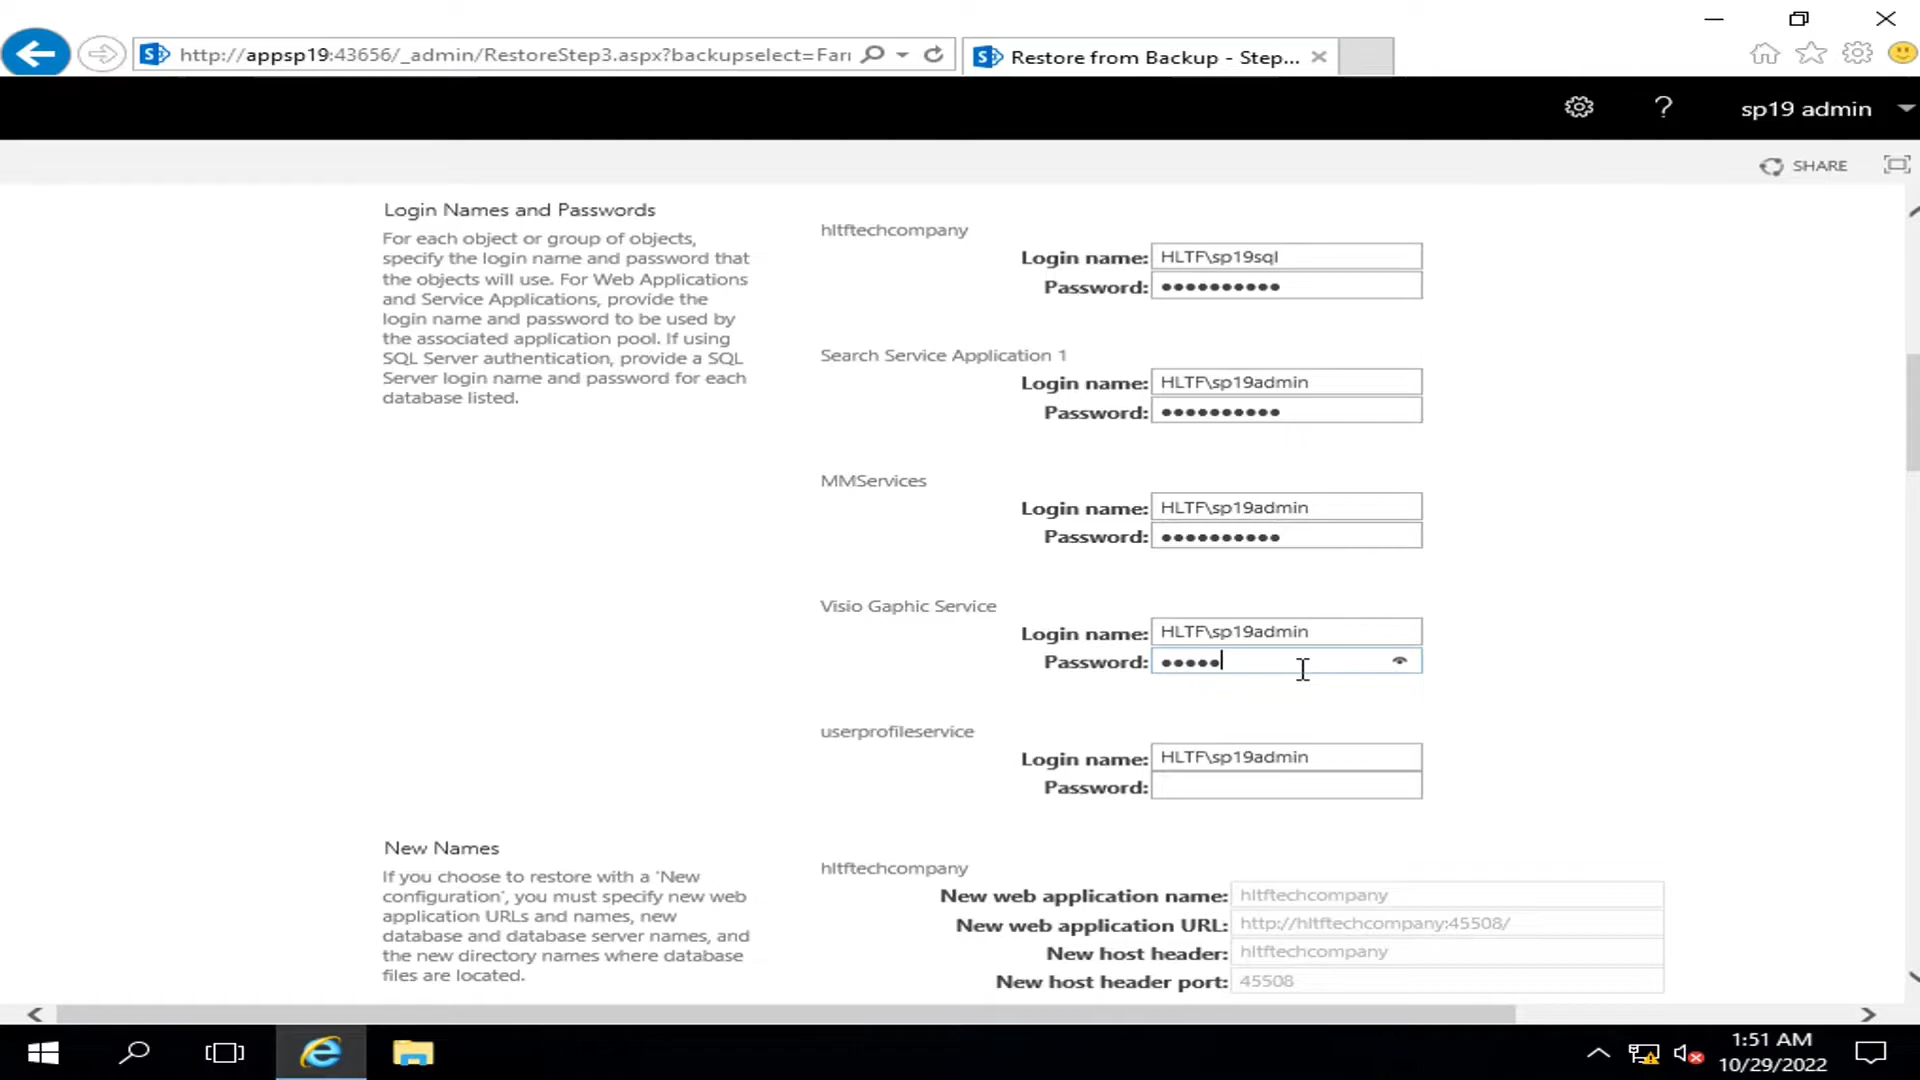 http://appsp19:43656/_admin/RestoreStep3.aspx?backupselect=Farı
Restore from Backup - Step...
sp19 admin
SHARE
Login Names and Passwords
For each object or group of objects,
specify the login name and password that
the objects will use. For Web Applications
and Service Applications, provide the
login name and password to be used by
the associated application pool. If using
SQL Server authentication, provide a SQL
Server login name and password for each
database listed.
hltftechcompany
Login name: HLTF\sp19sql
Password: ●●●●●●●●●●
Search Service Application 1
Login name: HLTF\sp19admin
Password: ●●●●●●●●●●
MMServices
Login name: HLTF\sp19admin
Password: ●●●●●●●●●●
Visio Gaphic Service
Login name: HLTF\sp19admin
Password: ●●●●●
userprofileservice
Login name: HLTF\sp19admin
Password:
New Names
If you choose to restore with a 'New
configuration', you must specify new web
application URLs and names, new
database and database server names, and
the new directory names where database
files are located.
hltftechcompany
New web application name: hltftechcompany
New web application URL: http://hltftechcompany:45508/
New host header: hltftechcompany
New host header port: 45508
1:51 AM
10/29/2022